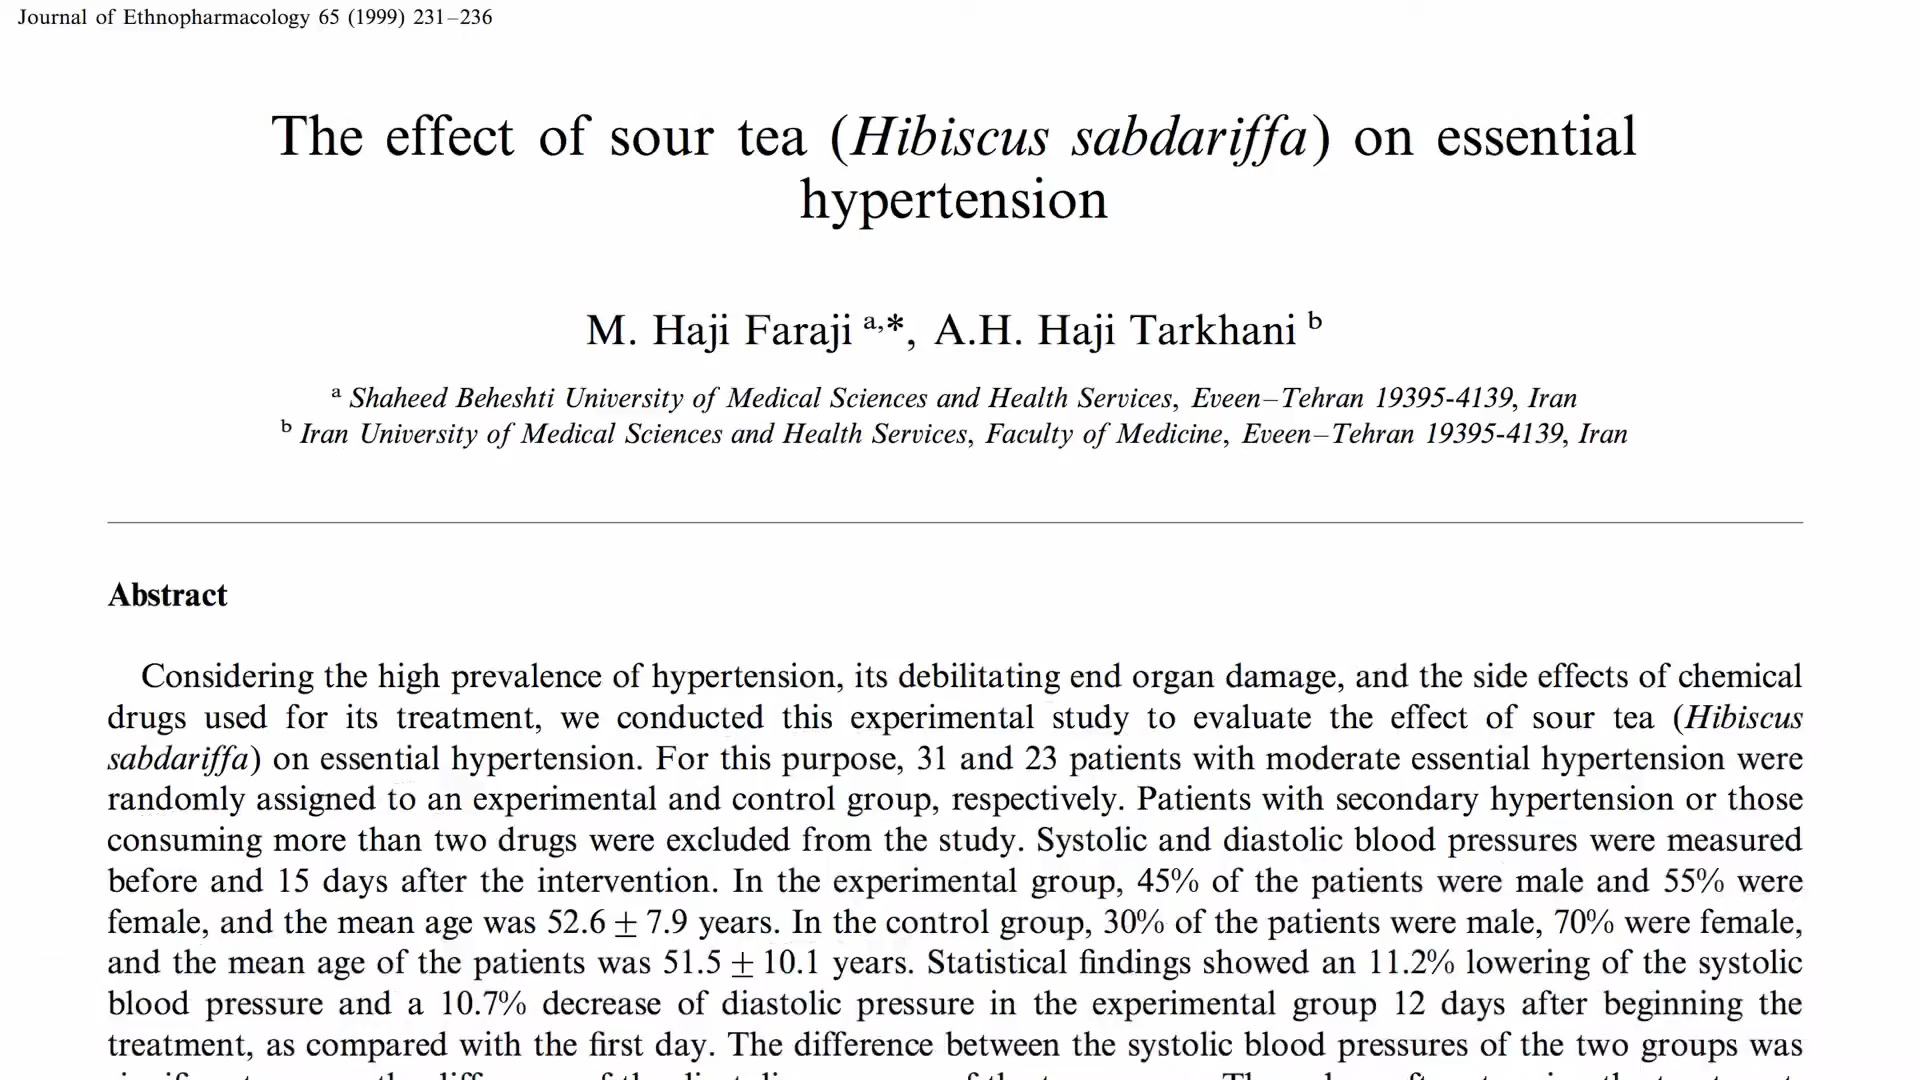 Journal of Ethnopharmacology 65 (1999) 231–236
The effect of sour tea (Hibiscus sabdariffa) on essential
hypertension
M. Haji Faraji a,*, A.H. Haji Tarkhani b
a Shaheed Beheshti University of Medical Sciences and Health Services, Eveen–Tehran 19395-4139, Iran
b Iran University of Medical Sciences and Health Services, Faculty of Medicine, Eveen–Tehran 19395-4139, Iran
Abstract
Considering the high prevalence of hypertension, its debilitating end organ damage, and the side effects of chemical
drugs used for its treatment, we conducted this experimental study to evaluate the effect of sour tea (Hibiscus
sabdariffa) on essential hypertension. For this purpose, 31 and 23 patients with moderate essential hypertension were
randomly assigned to an experimental and control group, respectively. Patients with secondary hypertension or those
consuming more than two drugs were excluded from the study. Systolic and diastolic blood pressures were measured
before and 15 days after the intervention. In the experimental group, 45% of the patients were male and 55% were
female, and the mean age was 52.6 ± 7.9 years. In the control group, 30% of the patients were male, 70% were female,
and the mean age of the patients was 51.5 ± 10.1 years. Statistical findings showed an 11.2% lowering of the systolic
blood pressure and a 10.7% decrease of diastolic pressure in the experimental group 12 days after beginning the
treatment, as compared with the first day. The difference between the systolic blood pressures of the two groups was